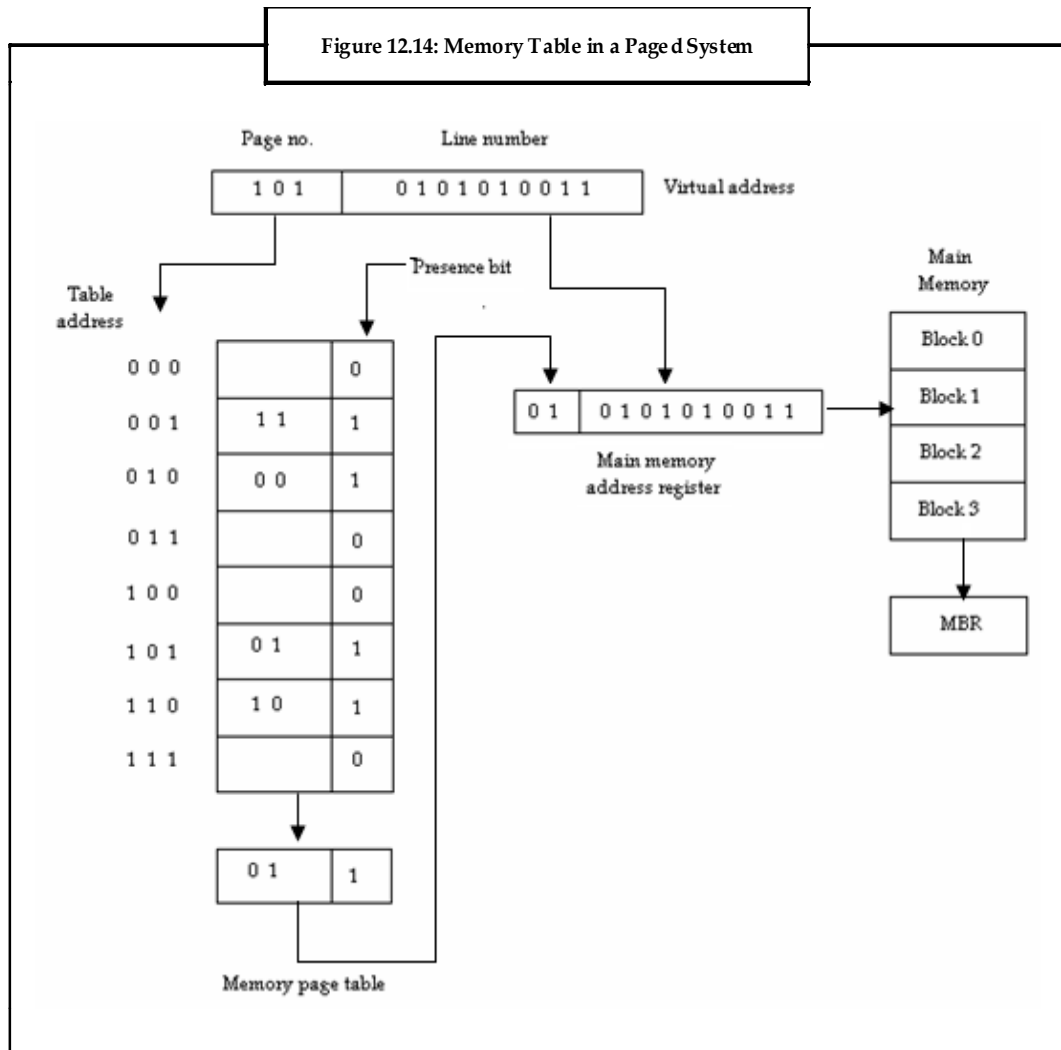 Figure 12.14: Memory Table in a Paged System
Page no.
Line number
1 0 1
0 1 0 1 0 1 0 0 1 1
Virtual address
Presence bit
Table
address
Main
Memory
0 0 0
0
Block 0
0 0 1
1 1
1
0 1
0 1 0 1 0 1 0 0 1 1
Block 1
0 1 0
0 0
1
Main memory
address register
Block 2
0 1 1
0
Block 3
1 0 0
0
1 0 1
0 1
1
MBR
1 1 0
1 0
1
1 1 1
0
0 1
1
Memory page table